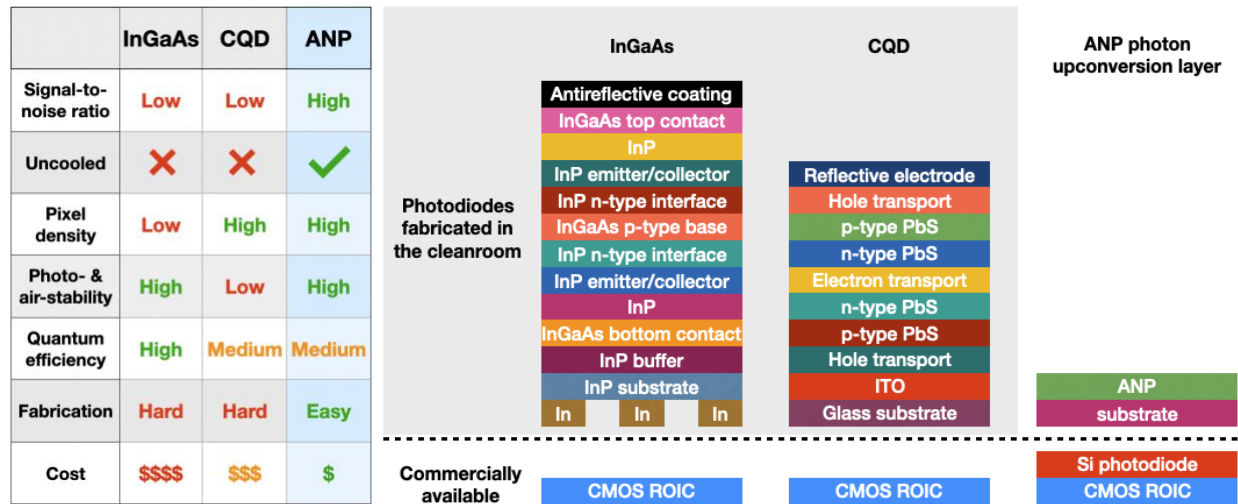 InGaAs CQD ANP
Signal-to-
noise ratio
Low Low High
Uncooled
Pixel
density
Low High High
Photo- &
air-stability
High Low High
Quantum
efficiency
High Medium Medium
Fabrication
Hard Hard Easy
Cost
$$$$ $$$ $
Photodiodes
fabricated in
the cleanroom
InGaAs
Antireflective coating
InGaAs top contact
InP
InP emitter/collector
InP n-type interface
InGaAs p-type base
InP n-type interface
InP emitter/collector
InP
InGaAs bottom contact
InP buffer
InP substrate
In In In
CQD
Reflective electrode
Hole transport
p-type PbS
n-type PbS
Electron transport
n-type PbS
p-type PbS
Hole transport
ITO
Glass substrate
ANP photon
upconversion layer
ANP
substrate
Commercially
available
CMOS ROIC
CMOS ROIC
Si photodiode
CMOS ROIC